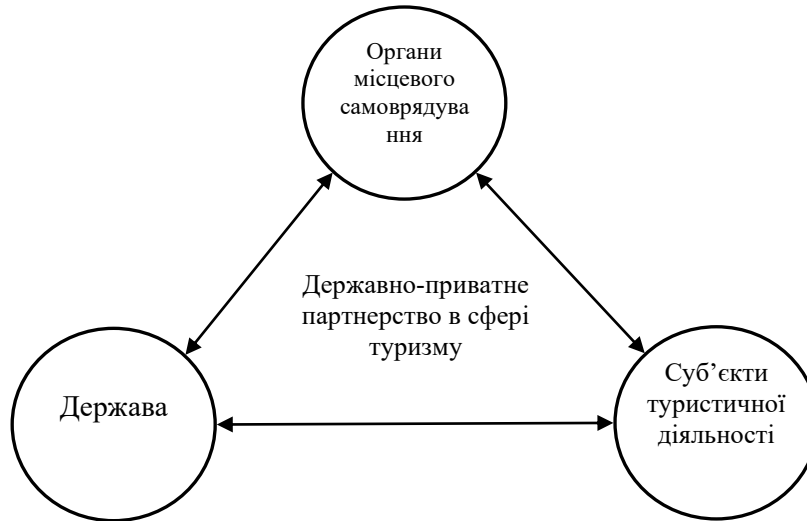 Органи
місцевого
самоврядува
ння
Державно-приватне
партнерство в сфері
туризму
Держава
Суб’єкти
туристичної
діяльності